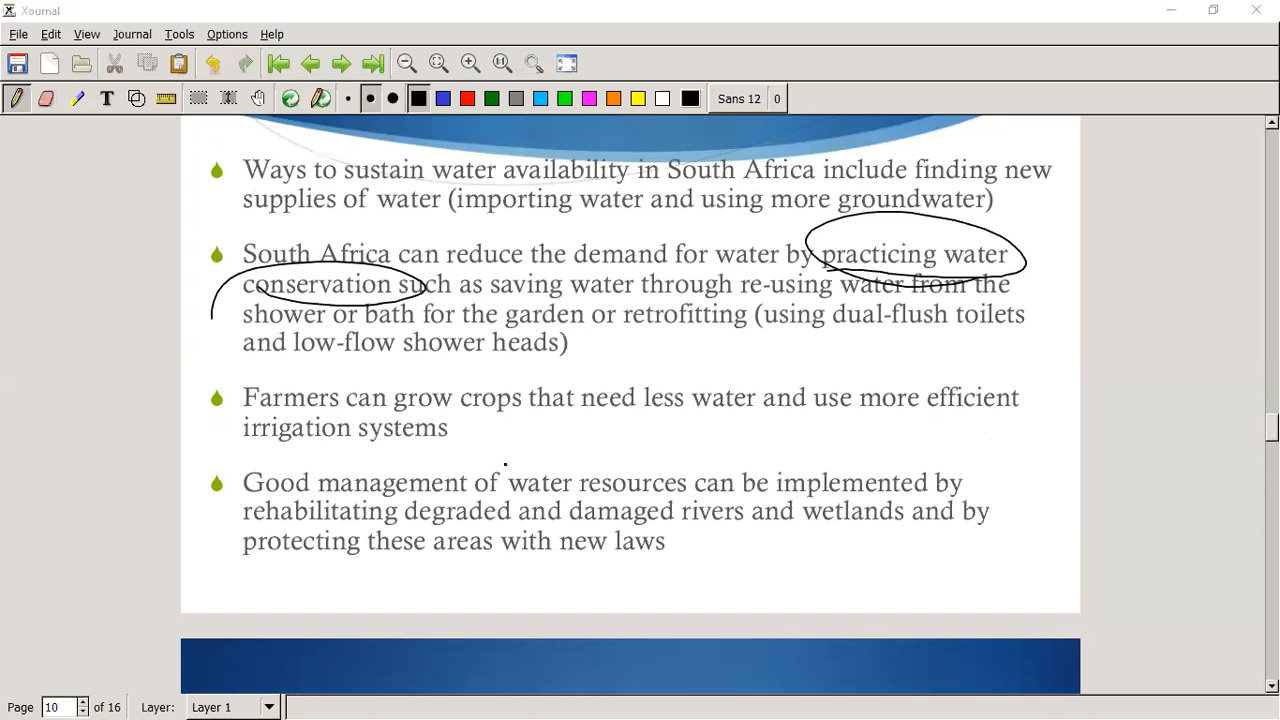 Xournal
File Edit View Journal Tools Options Help
Sans 12 0
Ways to sustain water availability in South Africa include finding new
supplies of water (importing water and using more groundwater)
South Africa can reduce the demand for water by practicing water
conservation such as saving water through re-using water from the
shower or bath for the garden or retrofitting (using dual-flush toilets
and low-flow shower heads)
Farmers can grow crops that need less water and use more efficient
irrigation systems
Good management of water resources can be implemented by
rehabilitating degraded and damaged rivers and wetlands and by
protecting these areas with new laws
Page 10 of 16 Layer: Layer 1